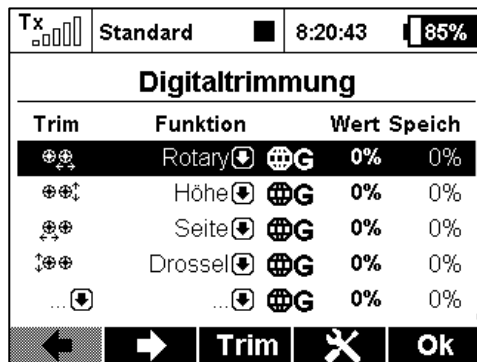 Tx Standard 8:20:43 85%
Digitaltrimmung
Trim Funktion Wert Speich
Rotary G 0% 0%
Höhe G 0% 0%
Seite G 0% 0%
Drossel G 0% 0%
... ... G 0% 0%
Trim Ok